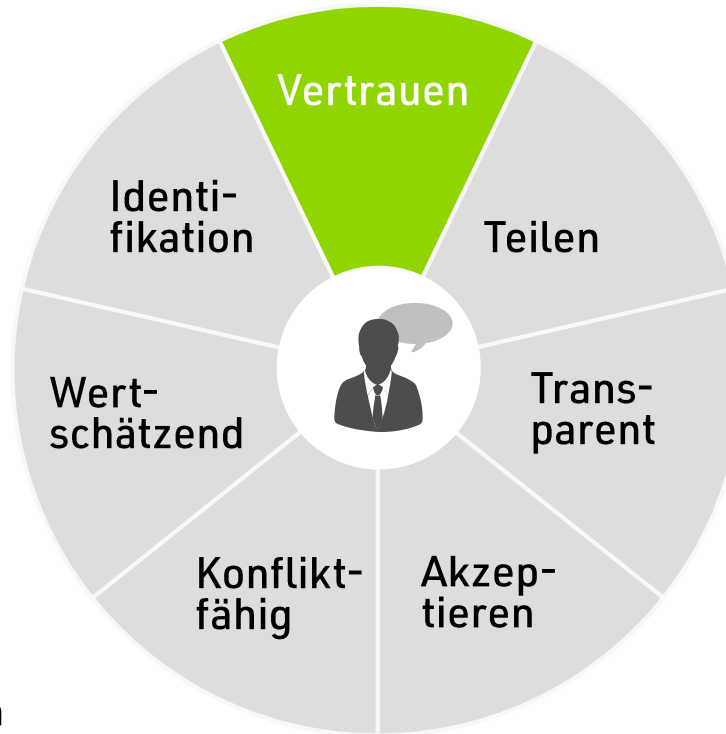 Vertrauen
Teilen
Trans-
parent
Akzep-
tieren
Konflikt-
fähig
Wert-
schätzend
Identi-
fikation